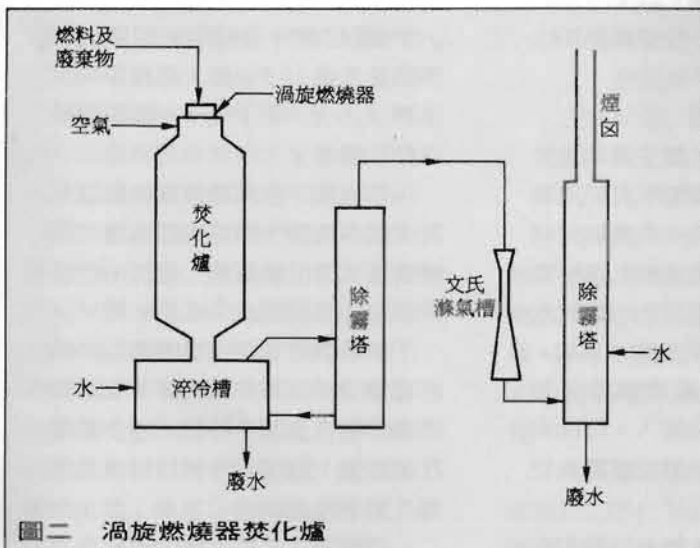 燃料及
廢棄物
渦旋燃燒器
空氣
焚化爐
水
淬冷槽
廢水
除霧塔
文氏
滌氣槽
煙囪
除霧塔
水
廢水
圖二 渦旋燃燒器焚化爐